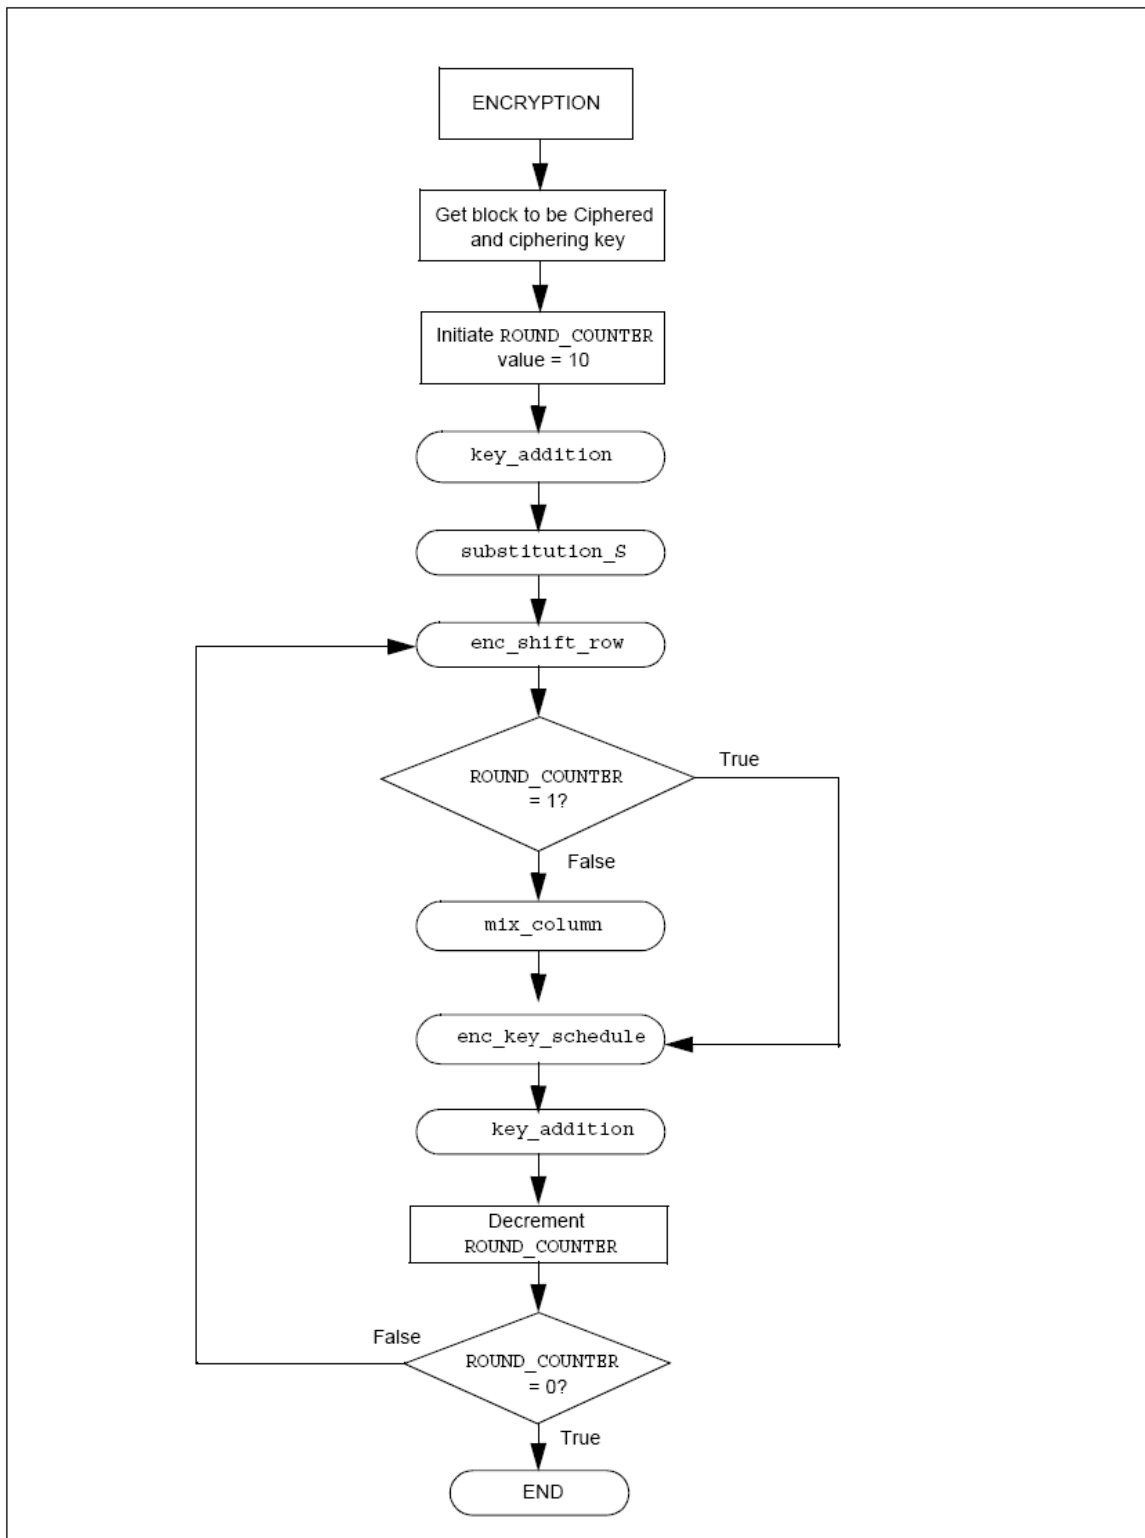 ENCRYPTION
Get block to be Ciphered
and ciphering key
Initiate ROUND_COUNTER
value = 10
key_addition
substitution_S
enc_shift_row
ROUND_COUNTER
= 1?
True
False
mix_column
enc_key_schedule
key_addition
Decrement
ROUND_COUNTER
False
ROUND_COUNTER
= 0?
True
END